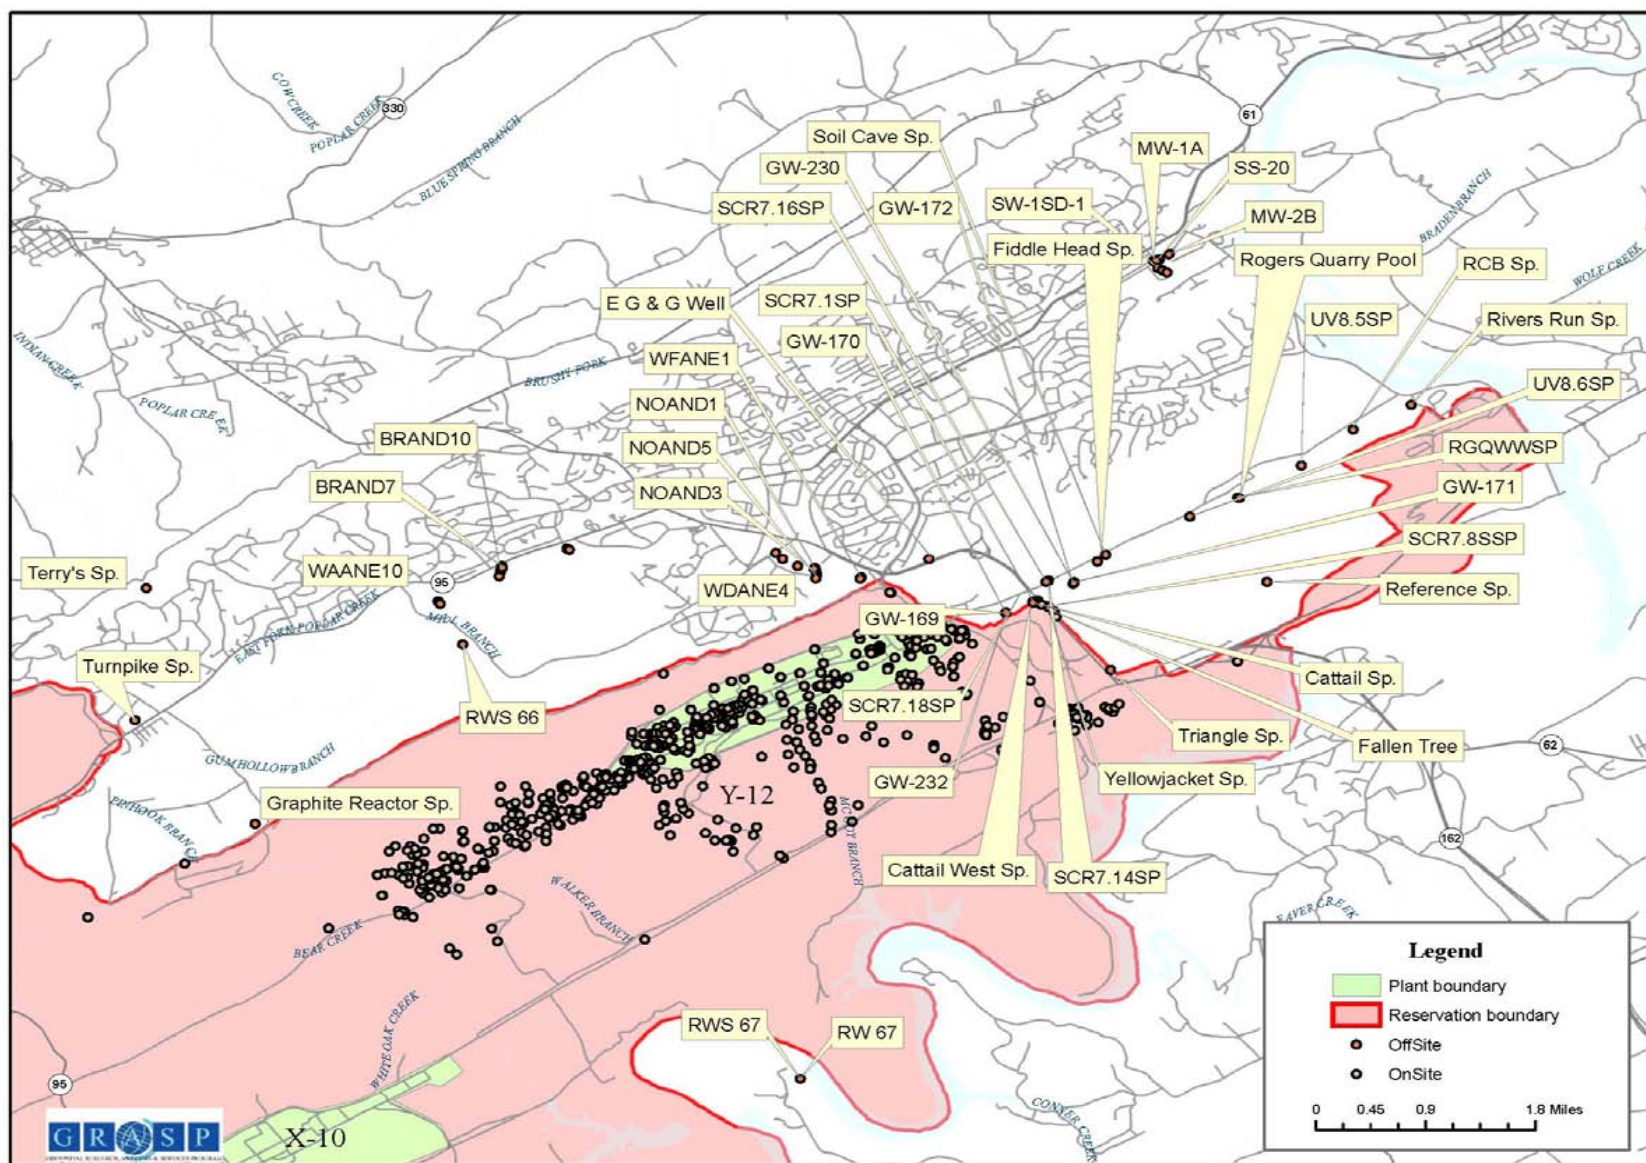 61
330
COW CREEK
POPLAR CREEK
BLUE SPRING BRANCH
Soil Cave Sp.
MW-1A
GW-230
SS-20
SCR7.16SP
GW-172
SW-1SD-1
MW-2B
BRADEN BRANCH
Fiddle Head Sp.
Rogers Quarry Pool
RCB Sp.
WOLF CREEK
E G & G Well
SCR7.1SP
UV8.5SP
Rivers Run Sp.
GW-170
INDIAN CREEK
WFANE1
BRUSHY FORK
UV8.6SP
POPLAR CREEK
NOAND1
BRAND10
NOAND5
RGQWWSP
BRAND7
NOAND3
GW-171
SCR7.8SSP
Terry's Sp.
WAANE10
95
WDANE4
Reference Sp.
EAST FORK POPLAR CREEK
MILL BRANCH
GW-169
Turnpike Sp.
Cattail Sp.
RWS 66
SCR7.18SP
Triangle Sp.
Fallen Tree
62
GUM HOLLOW BRANCH
GW-232
Yellowjacket Sp.
Graphite Reactor Sp.
Y-12
PINHOOK BRANCH
MCCOY BRANCH
162
Cattail West Sp.
SCR7.14SP
WALKER BRANCH
BEAR CREEK
EAVER CREEK
Legend
Plant boundary
Reservation boundary
OffSite
OnSite
0 0.45 0.9 1.8 Miles
WHITE OAK CREEK
RWS 67
RW 67
95
CONNER CREEK
GRASP
X-10